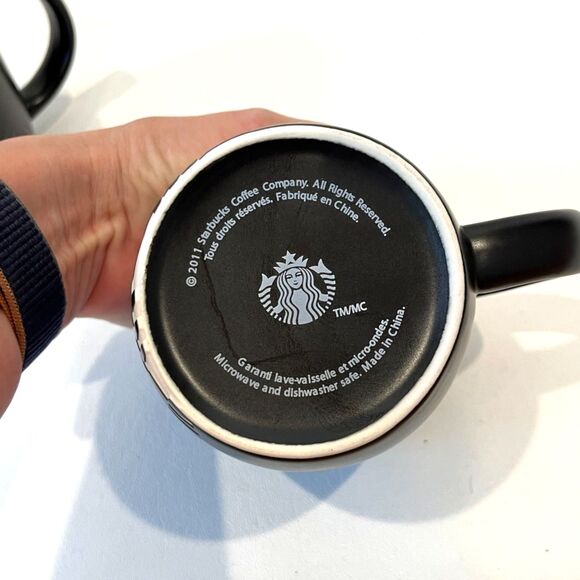 © 2011 Starbucks Coffee Company. All Rights Reserved.
Tous droits réservés. Fabriqué en Chine.
TM/MC
Garanti lave-vaisselle et micro-ondes.
Microwave and dishwasher safe. Made in China.